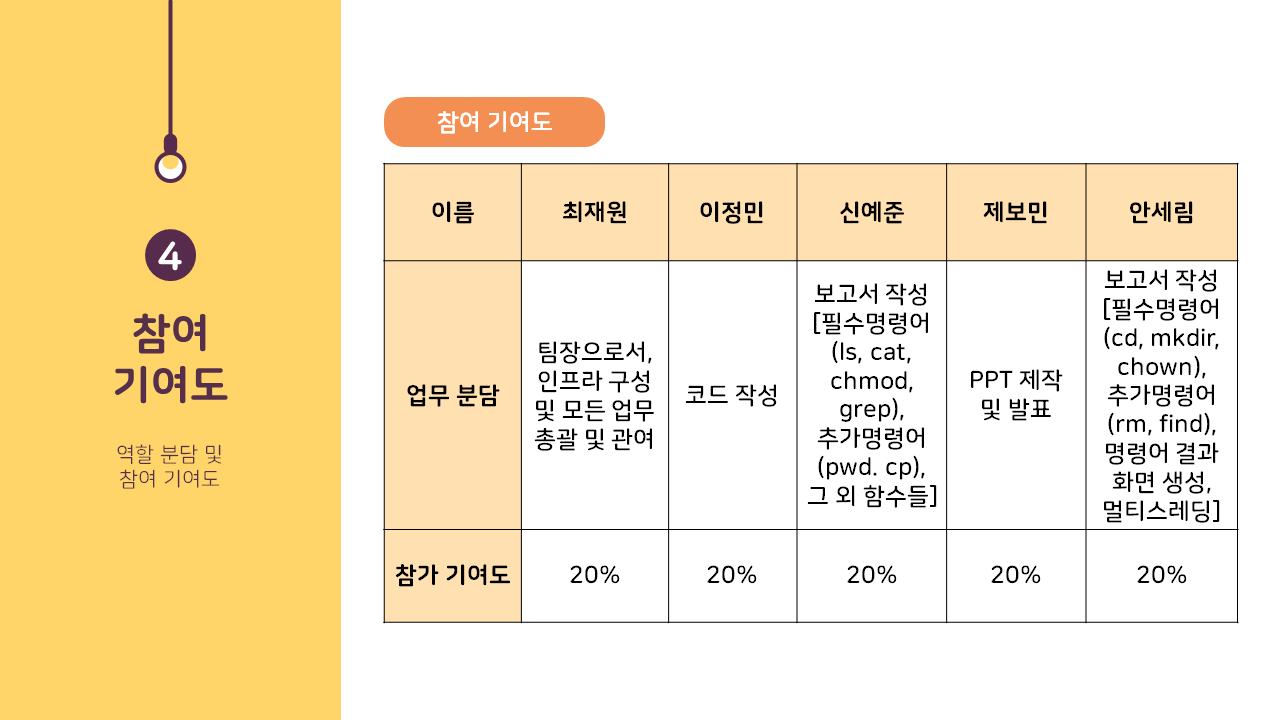 4
참여
기여도
역할 분담 및
참여 기여도
참여 기여도
이름 최재원 이정민 신예준 제보민 안세림
업무 분담
팀장으로서,
인프라 구성
및 모든 업무
총괄 및 관여
코드 작성
보고서 작성
[필수명령어
(ls, cat,
chmod,
grep),
추가명령어
(pwd. cp),
그 외 함수들]
PPT 제작
및 발표
보고서 작성
[필수명령어
(cd, mkdir,
chown),
추가명령어
(rm, find),
명령어 결과
화면 생성,
멀티스레딩]
참가 기여도 20% 20% 20% 20% 20%